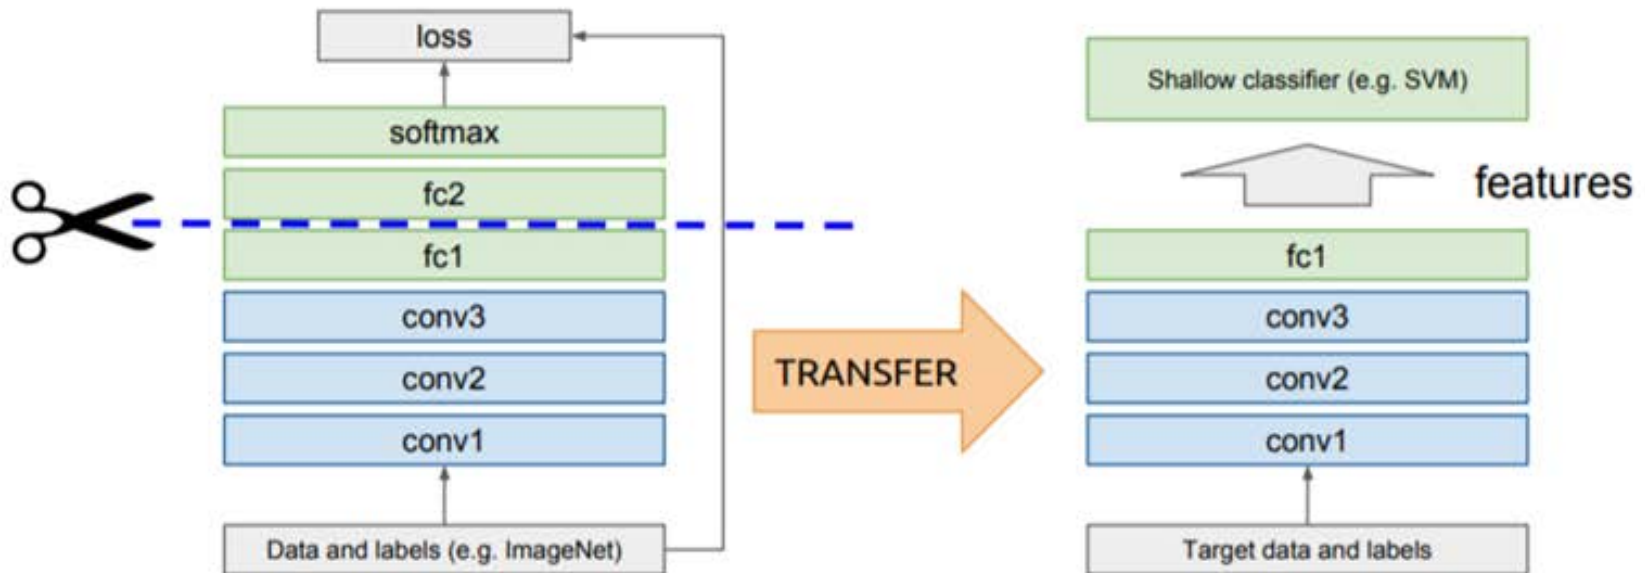 loss
softmax
fc2
fc1
conv3
conv2
conv1
Data and labels (e.g. ImageNet)
TRANSFER
Shallow classifier (e.g. SVM)
features
fc1
conv3
conv2
conv1
Target data and labels